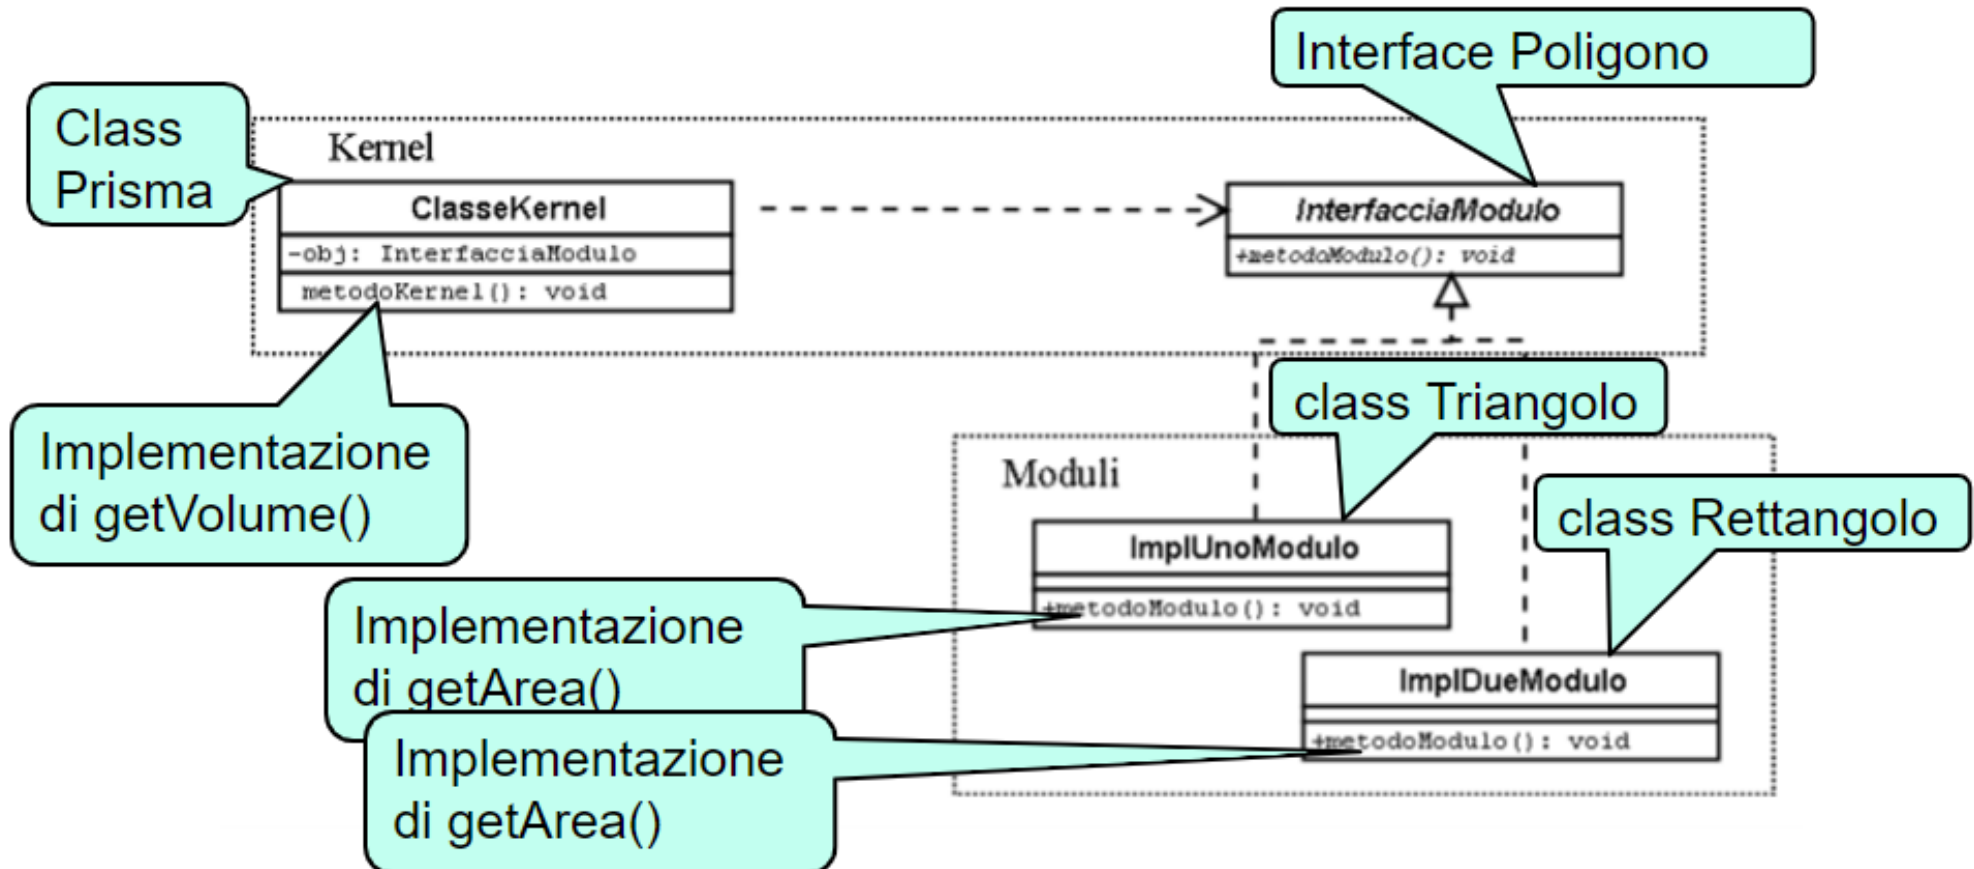 Interface Poligono
Class
Prisma
Kernel
ClasseKernel
-obj: InterfacciaModulo
metodoKernel(): void
InterfacciaModulo
+metodoModulo(): void
Implementazione
di getVolume()
class Triangolo
Moduli
class Rettangolo
ImplUnoModulo
+metodoModulo(): void
Implementazione
di getArea()
ImplDueModulo
+metodoModulo(): void
Implementazione
di getArea()